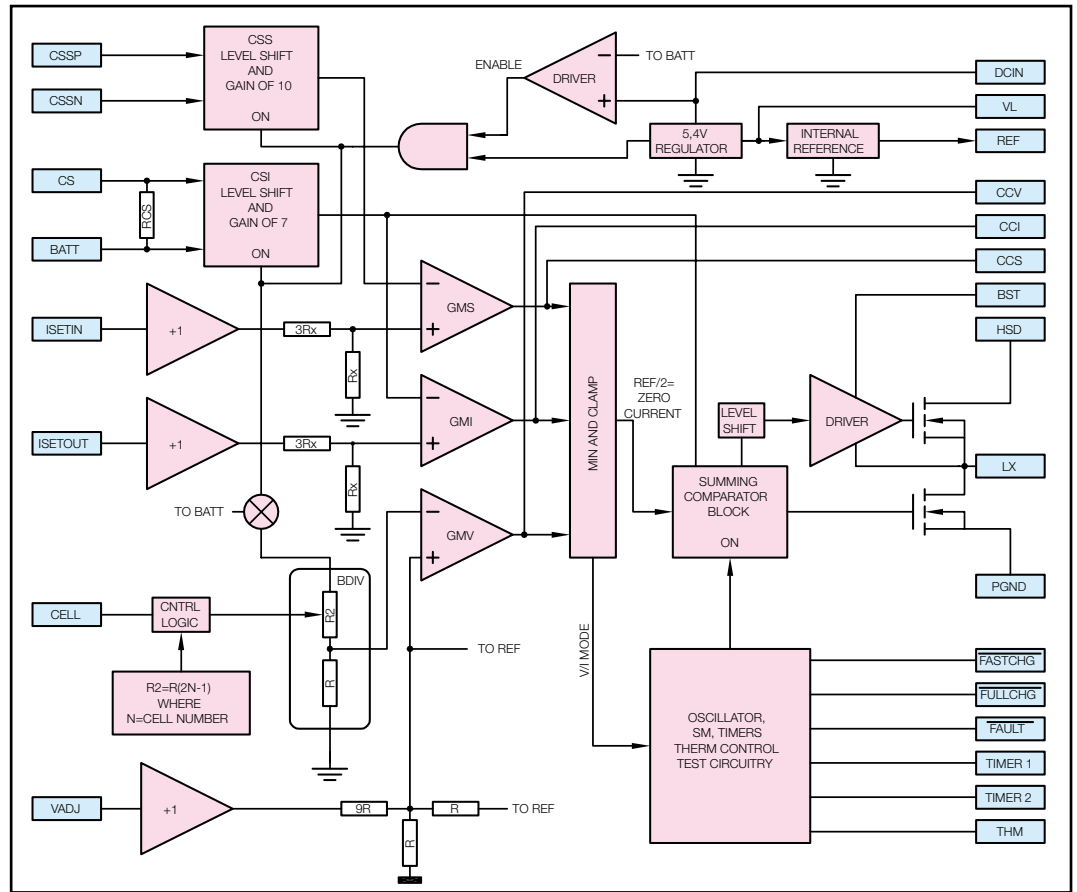 CSSP
CSSN
CSS
LEVEL SHIFT
AND
GAIN OF 10
ON
ENABLE
DRIVER
TO BATT
5,4V
REGULATOR
INTERNAL
REFERENCE
DCIN
VL
REF
CS
RCS
BATT
CSI
LEVEL SHIFT
AND
GAIN OF 7
ON
CCV
CCI
CCS
BST
HSD
ISETIN
+1
3Rx
Rx
GMS
ISETOUT
+1
3Rx
Rx
GMI
MIN AND CLAMP
REF/2=
ZERO
CURRENT
LEVEL
SHIFT
DRIVER
LX
TO BATT
GMV
SUMMING
COMPARATOR
BLOCK
ON
PGND
CELL
CNTRL
LOGIC
BDIV
R2
R
R2=R(2N-1)
WHERE
N=CELL NUMBER
TO REF
V/I MODE
OSCILLATOR,
SM, TIMERS
THERM CONTROL
TEST CIRCUITRY
FASTCHG
FULLCHG
FAULT
TIMER 1
TIMER 2
THM
VADJ
+1
9R
R
TO REF
R